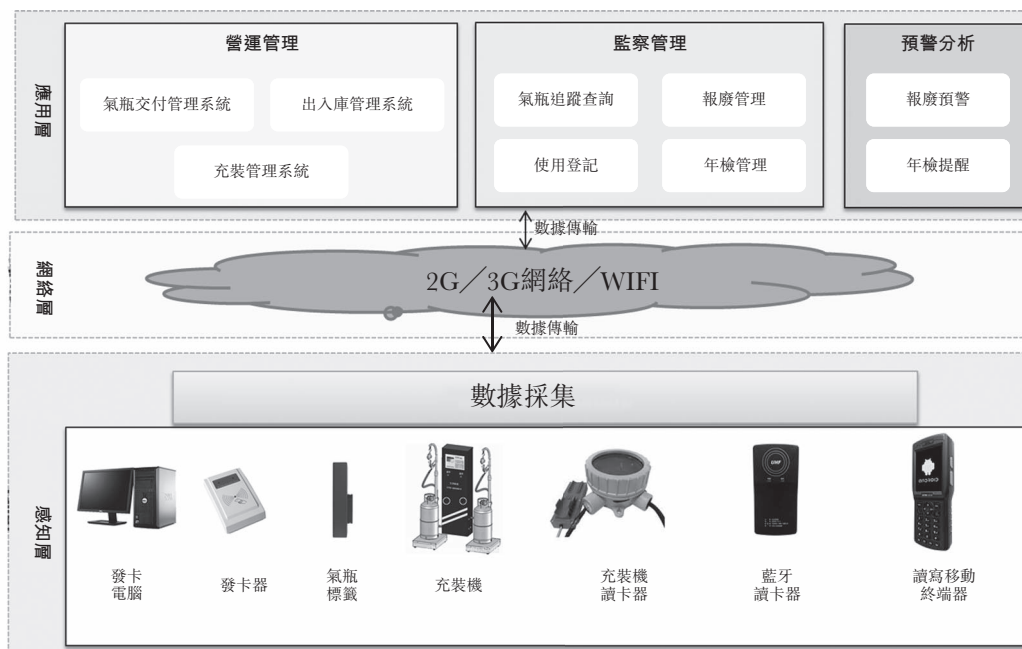 應用層
營運管理
氣瓶交付管理系統
出入庫管理系統
充裝管理系統
監察管理
氣瓶追蹤查詢
報廢管理
使用登記
年檢管理
預警分析
報廢預警
年檢提醒
數據傳輸
網絡層
2G／3G網絡／WIFI
數據傳輸
感知層
數據採集
發卡
電腦
發卡器
氣瓶
標籤
充裝機
充裝機
讀卡器
藍牙
讀卡器
讀寫移動
終端器